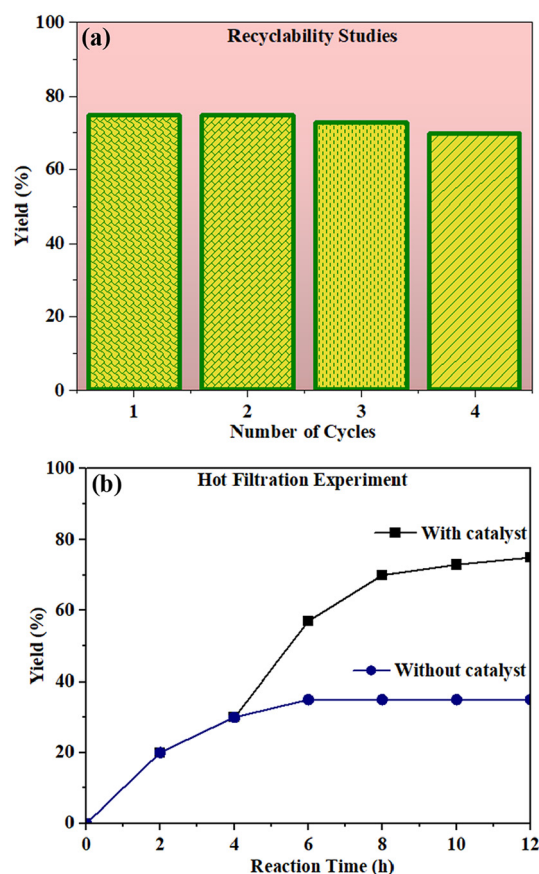 (a)
Recyclability Studies
100
80
60
40
20
0
Yield (%)
1 2 3 4
Number of Cycles
(b)
Hot Filtration Experiment
100
80
60
40
20
0
Yield (%)
With catalyst
Without catalyst
0 2 4 6 8 10 12
Reaction Time (h)